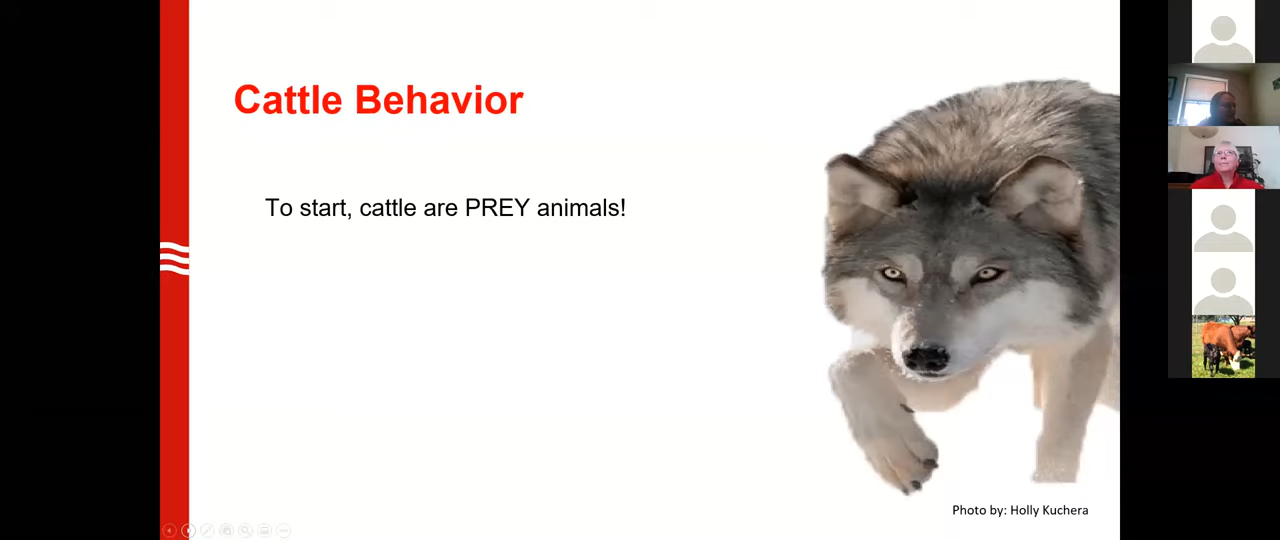 Cattle Behavior
To start, cattle are PREY animals!
Photo by: Holly Kuchera